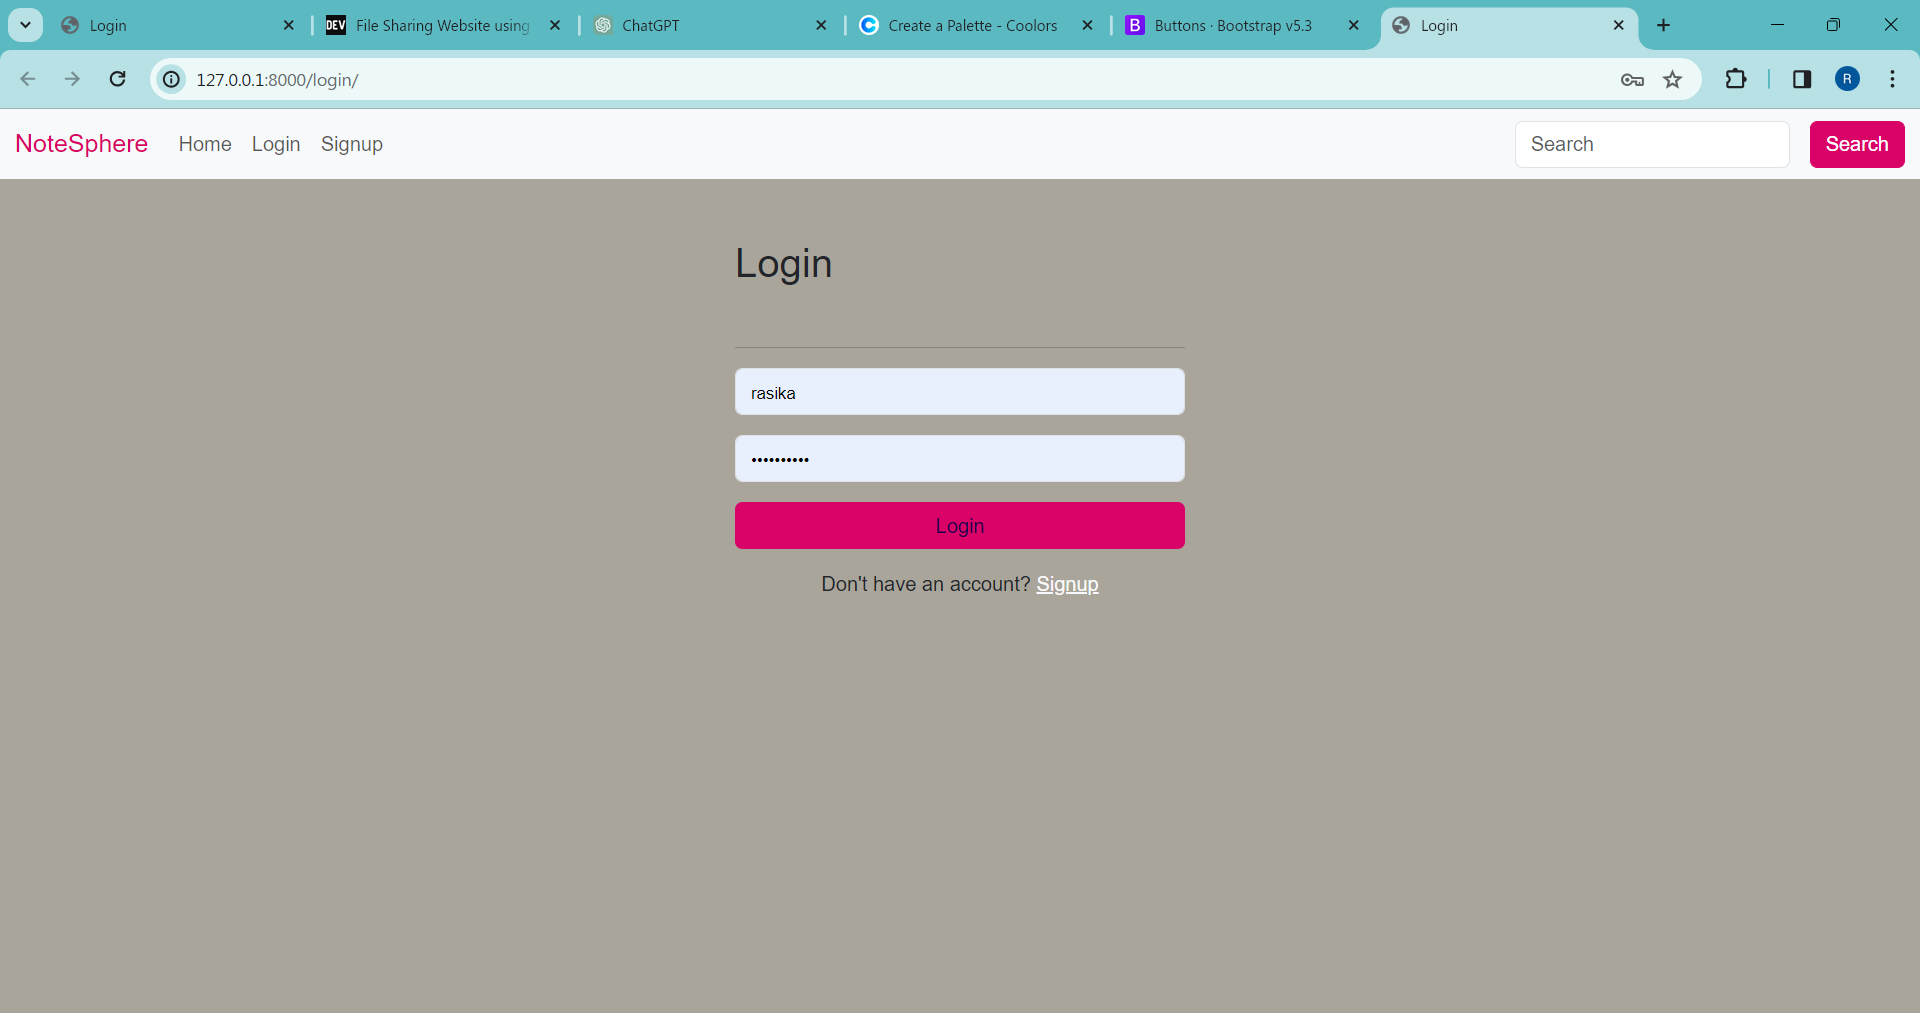 Login
DEV File Sharing Website using
ChatGPT
Create a Palette - Coolors
B Buttons · Bootstrap v5.3
Login
127.0.0.1:8000/login/
R
NoteSphere Home Login Signup Search Search
Login
rasika
••••••••••
Login
Don't have an account? Signup